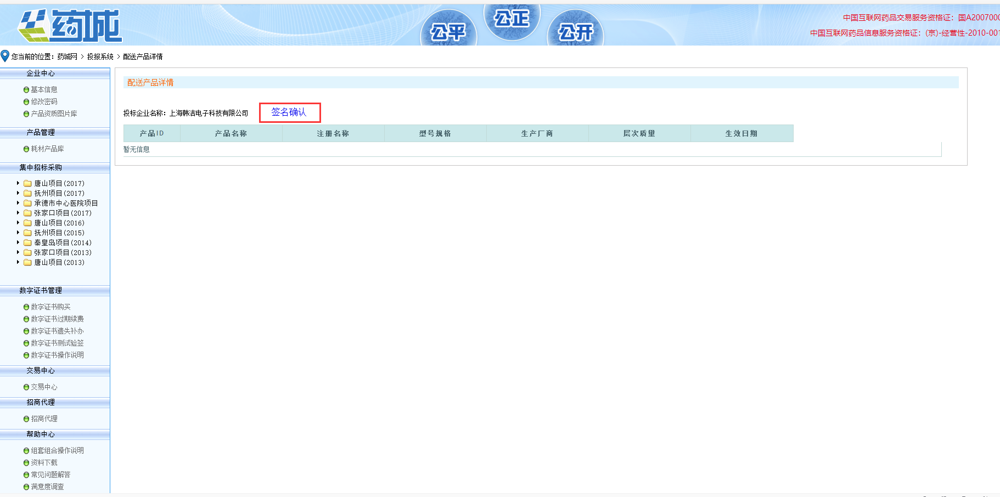 药城
公平
公正
公开
中国互联网药品交易服务资格证：国A2007000
中国互联网药品信息服务资格证：(京)-经营性-2010-001
您当前的位置：药城网 > 投报系统 > 配送产品详情
企业中心
基本信息
修改密码
产品资质图片库
产品管理
耗材产品库
集中招标采购
唐山项目(2017)
抚州项目(2017)
承德市中心医院项目
张家口项目(2017)
唐山项目(2016)
抚州项目(2015)
秦皇岛项目(2014)
张家口项目(2013)
唐山项目(2013)
数字证书管理
数字证书购买
数字证书过期续费
数字证书遗失补办
数字证书测试验签
数字证书操作说明
交易中心
交易中心
招商代理
招商代理
帮助中心
组套组合操作说明
资料下载
常见问题解答
满意度调查
配送产品详情
投标企业名称：上海韩洁电子科技有限公司 签名确认
产品ID 产品名称 注册名称 型号规格 生产厂商 层次质量 生效日期
暂无信息